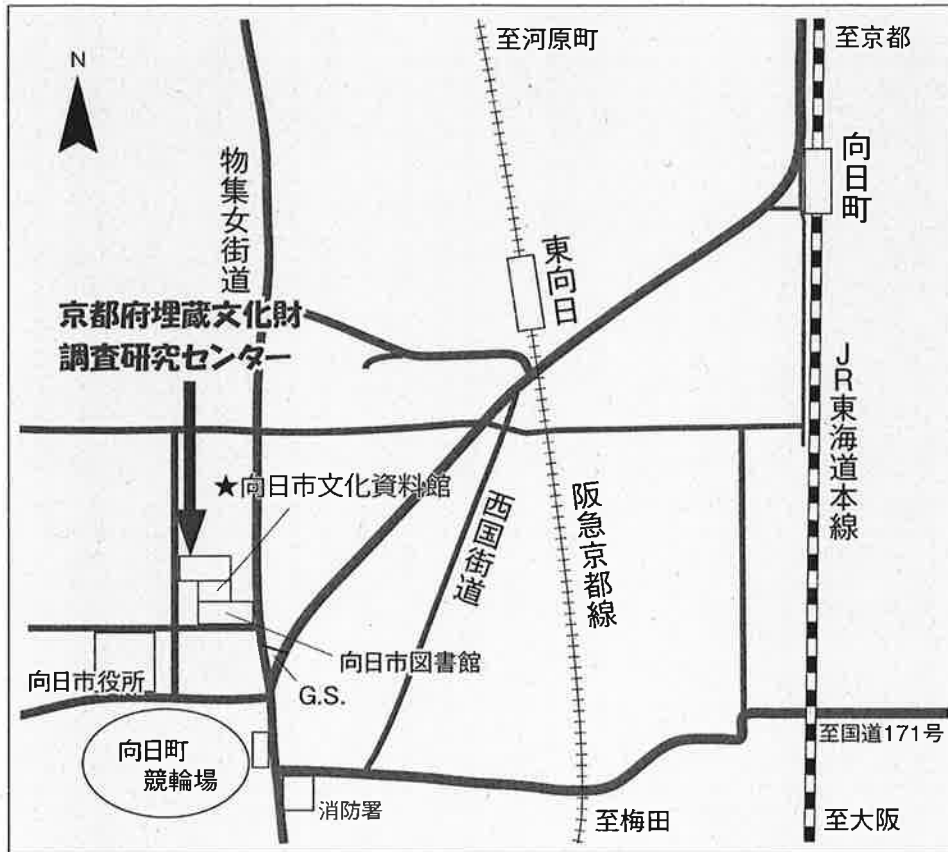 至河原町
至京都
N
物集女街道
向日町
東向日
京都府埋蔵文化財
調査研究センター
JR東海道本線
★向日市文化資料館
西国街道
阪急京都線
向日市図書館
向日市役所
G.S.
至国道171号
向日町
競輪場
消防署
至梅田
至大阪